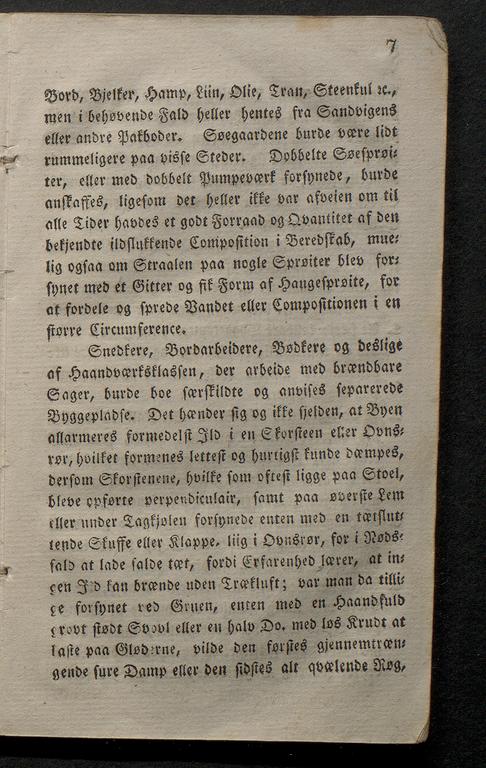 7
Bord, Bjelker, Hamp, Liin, Olie, Tran, Steenkul ꝛc.,
men i behøvende Fald heller hentes fra Sandvigens
eller andre Pakboder. Søegaardene burde være lidt
rummeligere paa visse Steder. Dobbelte Søesprøi-
ter, eller med dobbelt Pumpeværk forsynede, burde
anskaffes, ligesom det heller ikke var afveien om til
alle Tider havdes et godt Forraad og Qvantitet af den
bekjendte ildslukkende Composition i Beredskab, mue-
lig ogsaa om Straalen paa nogle Sprøiter blev for-
synet med et Gitter og fik Form af Haugesprøite, for
at fordele og sprede Vandet eller Compositionen i en
større Circumference.
Snedkere, Bordarbeidere, Bødkere og deslige
af Haandværksklassen, der arbeide med brændbare
Sager, burde boe særskildte og anvises separerede
Byggepladse. Det hænder sig og ikke sjelden, at Byen
allarmeres formedelst Ild i en Skorsteen eller Ovns-
rør, hvilket formenes lettest og hurtigst kunde dæmpes,
dersom Skorstenene, hvilke som oftest ligge paa Stoel,
bleve opførte perpendiculair, samt paa øverste Lem
eller under Tagkjølen forsynede enten med en tætslut-
tende Skuffe eller Klappe, liig i Ovnsrør, for i Nøds-
fald at lade falde tæt, fordi Erfarenhed lærer, at in-
gen Ild kan brænde uden Trækluft; var man da tilli-
ge forsynet ved Gruen, enten med en Haandfuld
grovt stødt Svovl eller en halv Do. med løs Krudt at
kaste paa Gløderne, vilde den førstes gjennemtræn-
gende sure Damp eller den sidstes alt qvælende Røg,